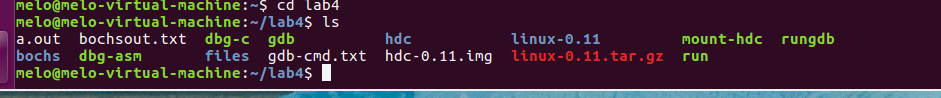 melo@melo-virtual-machine:~$ cd lab4
melo@melo-virtual-machine:~/lab4$ ls
a.out bochsout.txt dbg-c gdb hdc linux-0.11 mount-hdc rungdb
bochs dbg-asm files gdb-cmd.txt hdc-0.11.img linux-0.11.tar.gz run
melo@melo-virtual-machine:~/lab4$